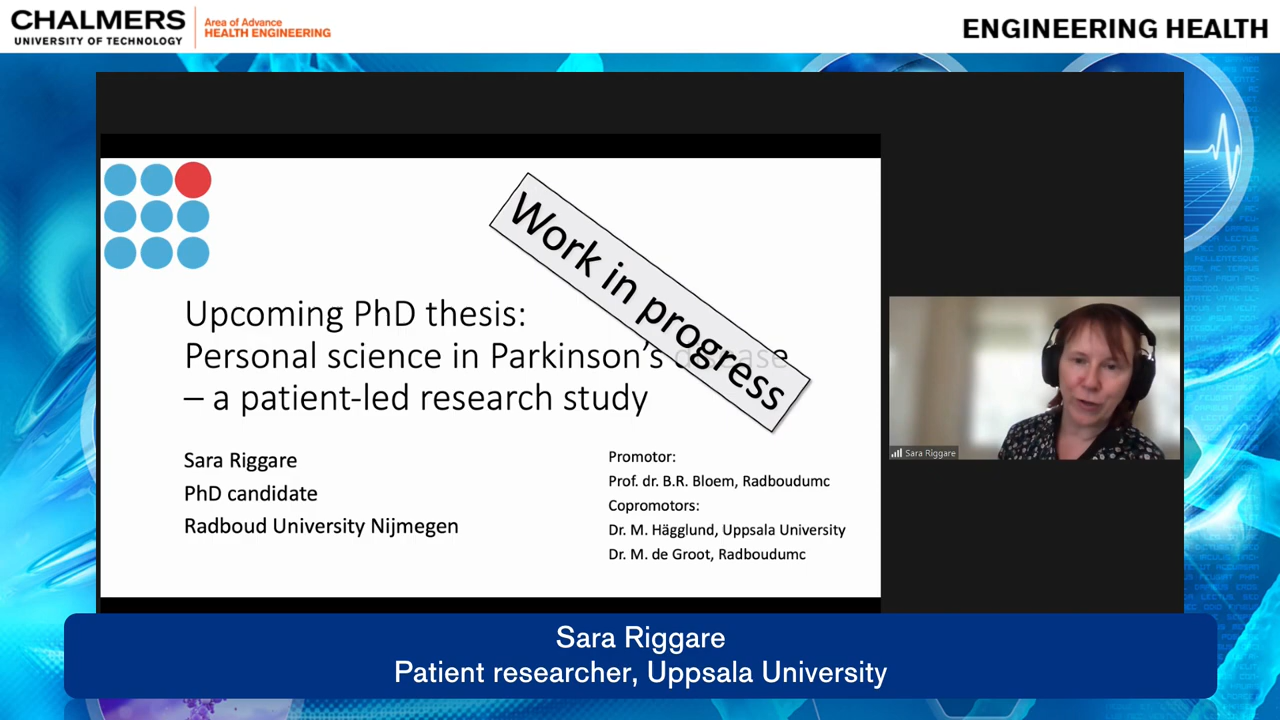 CHALMERS
UNIVERSITY OF TECHNOLOGY
Area of Advance
HEALTH ENGINEERING
ENGINEERING HEALTH
Work in progress
Upcoming PhD thesis:
Personal science in Parkinson's disease
– a patient-led research study
Sara Riggare
PhD candidate
Radboud University Nijmegen
Promotor:
Prof. dr. B.R. Bloem, Radboudumc
Copromotors:
Dr. M. Hägglund, Uppsala University
Dr. M. de Groot, Radboudumc
Sara Riggare
Sara Riggare
Patient researcher, Uppsala University